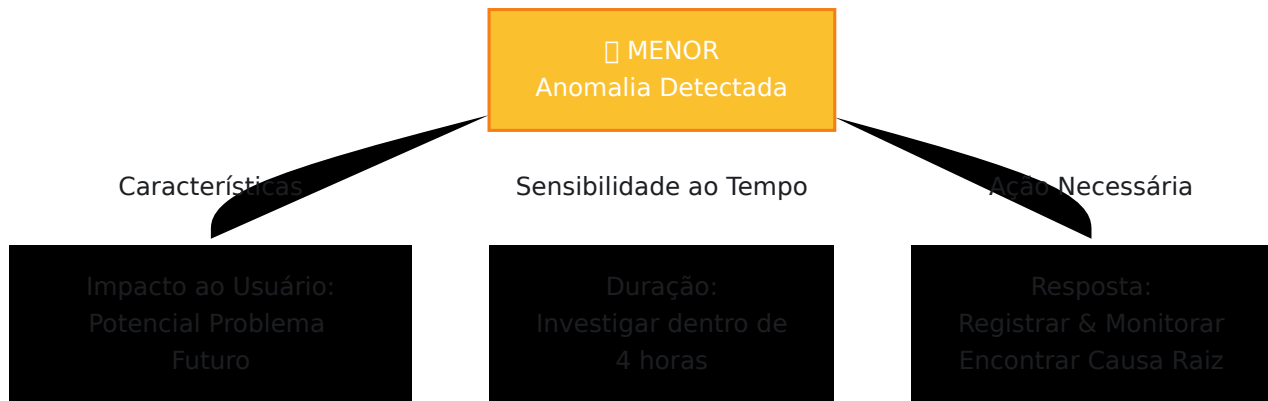 MENOR
Anomalia Detectada
Características
Sensibilidade ao Tempo
Ação Necessária
Impacto ao Usuário:
Potencial Problema
Futuro
Duração:
Investigar dentro de
4 horas
Resposta:
Registrar & Monitorar
Encontrar Causa Raiz